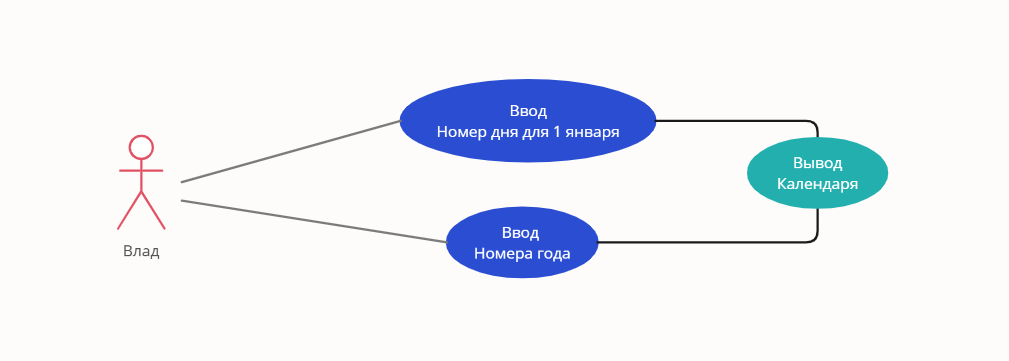 Ввод
Номер дня для 1 января
Вывод
Календаря
Ввод
Номера года
Влад